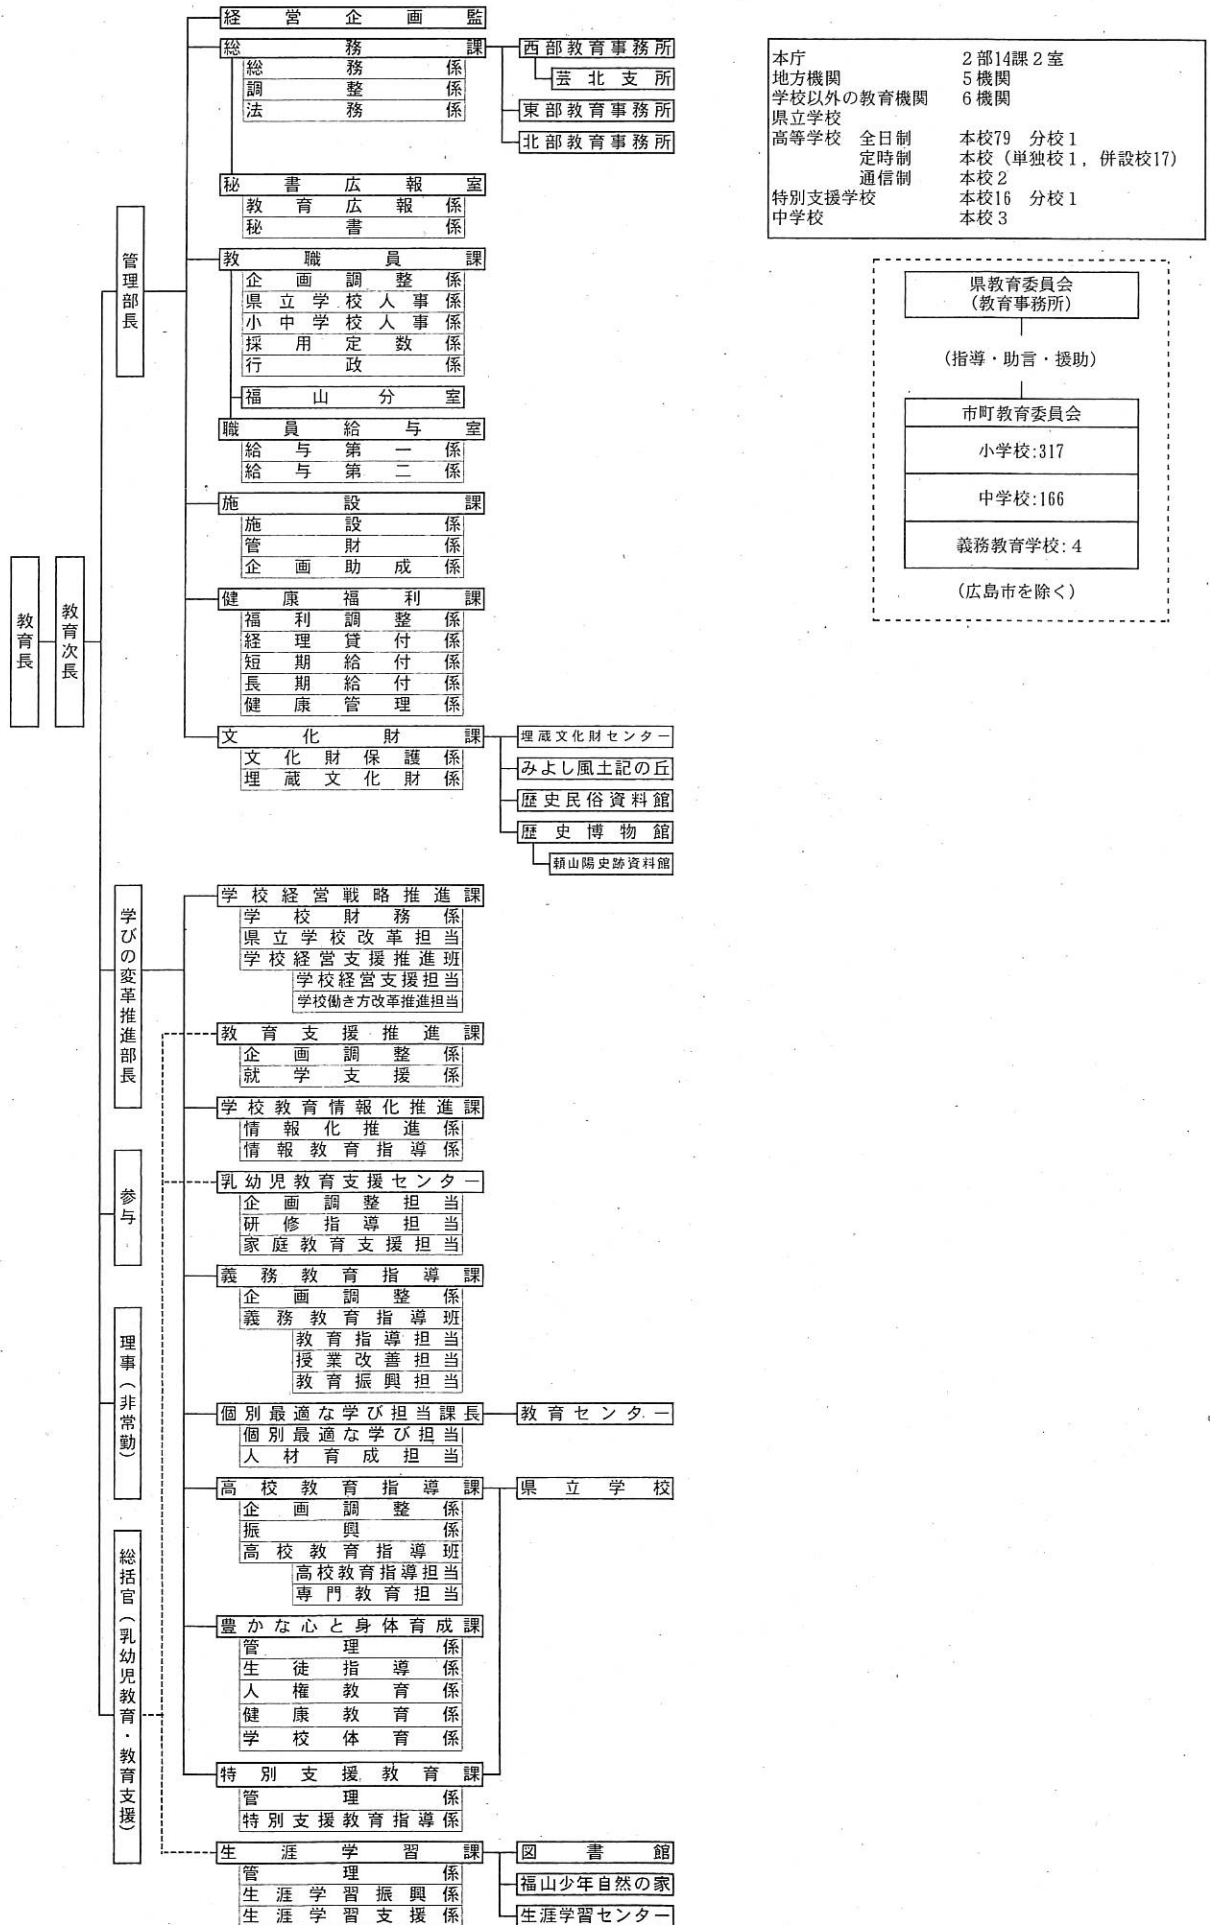 教育長
教育次長
管理部長
経営企画監
総務課
総務係
調整係
法務係
西部教育事務所
芸北支所
東部教育事務所
北部教育事務所
秘書広報室
教育広報係
秘書係
教職員課
企画調整係
県立学校人事係
小中学校人事係
採用定数係
行政係
福山分室
職員給与室
給与第一係
給与第二係
施設課
施設係
管財係
企画助成係
健康福利課
福利調整係
経理貸付係
短期給付係
長期給付係
健康管理係
文化財課
文化財保護係
埋蔵文化財係
埋蔵文化財センター
みよし風土記の丘
歴史民俗資料館
歴史博物館
頼山陽史跡資料館
学びの変革推進部長
学校経営戦略推進課
学校財務係
県立学校改革担当
学校経営支援推進班
学校経営支援担当
学校働き方改革推進担当
教育支援推進課
企画調整係
就学支援係
学校教育情報化推進課
情報化推進係
情報教育指導係
参与
乳幼児教育支援センター
企画調整担当
研修指導担当
家庭教育支援担当
義務教育指導課
企画調整係
義務教育指導班
教育指導担当
授業改善担当
教育振興担当
理事(非常勤)
個別最適な学び担当課長
個別最適な学び担当
人材育成担当
教育センター
高校教育指導課
企画調整係
振興係
高校教育指導班
高校教育指導担当
専門教育担当
県立学校
総括官(乳幼児教育・教育支援)
豊かな心と身体育成課
管理係
生徒指導係
人権教育係
健康教育係
学校体育係
特別支援教育課
管理係
特別支援教育指導係
生涯学習課
管理係
生涯学習振興係
生涯学習支援係
図書館
福山少年自然の家
生涯学習センター
本庁 2部14課2室
地方機関 5機関
学校以外の教育機関 6機関
県立学校
高等学校 全日制 本校79 分校1
定時制 本校(単独校1,併設校17)
通信制 本校2
特別支援学校 本校16 分校1
中学校 本校3
県教育委員会
(教育事務所)
(指導・助言・援助)
市町教育委員会
小学校:317
中学校:166
義務教育学校:4
(広島市を除く)